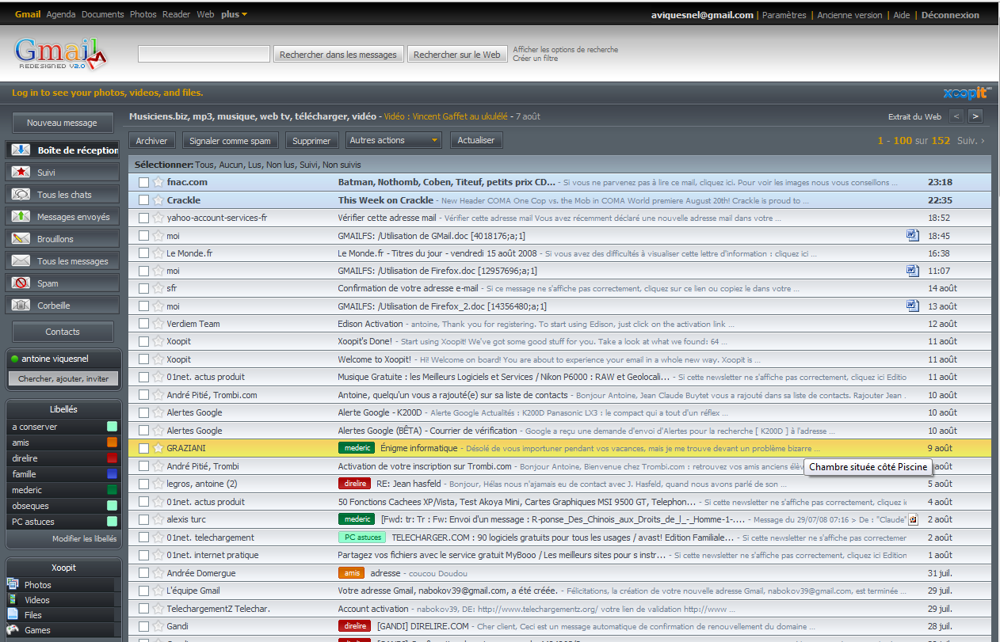 Gmail Agenda Documents Photos Reader Web plus
aviquesnel@gmail.com | Paramètres | Ancienne version | Aide | Déconnexion
Gmail
REDESIGNED V2.0
Rechercher dans les messages
Rechercher sur le Web
Afficher les options de recherche
Créer un filtre
Log in to see your photos, videos, and files.
xoopit
Nouveau message
Boîte de réception
Suivi
Tous les chats
Messages envoyés
Brouillons
Tous les messages
Spam
Corbeille
Contacts
antoine viquesnel
Chercher, ajouter, inviter
Libellés
a conserver
amis
direlire
famille
mederic
obseques
PC astuces
Modifier les libellés
Xoopit
Photos
Videos
Files
Games
Musiciens.biz, mp3, musique, web tv, télécharger, vidéo - Vidéo : Vincent Gaffet au ukulélé - 7 août
Extrait du Web < >
Archiver Signaler comme spam Supprimer Autres actions Actualiser
1 - 100 sur 152 Suiv. ›
Sélectionner: Tous, Aucun, Lus, Non lus, Suivi, Non suivis
fnac.com Batman, Nothomb, Coben, Titeuf, petits prix CD... - Si vous ne parvenez pas à lire ce mail, cliquez ici. Pour voir les images nous vous conseillons ... 23:18
Crackle This Week on Crackle - New Header COMA One Cop vs. the Mob in COMA World premiere August 20th! Crackle is proud to ... 22:35
yahoo-account-services-fr Vérifier cette adresse mail - Vérifier cette adresse mail Vous avez récemment déclaré une nouvelle adresse mail dans votre ... 18:52
moi GMAILFS: /Utilisation de GMail.doc [4018176;a;1] 18:45
Le Monde.fr Le Monde.fr - Titres du jour - vendredi 15 août 2008 - Si vous avez des difficultés à visualiser cette lettre d'information : cliquez ici ... 16:38
moi GMAILFS: /Utilisation de Firefox.doc [12957696;a;1] 11:07
sfr Confirmation de votre adresse e-mail - Si ce message ne s'affiche pas correctement, cliquez sur ce lien ou copiez le dans votre ... 14 août
moi GMAILFS: /Utilisation de Firefox_2.doc [14356480;a;1] 13 août
Verdiem Team Edison Activation - antoine, Thank you for registering. To start using Edison, just click on the activation link ... 12 août
Xoopit Xoopit's Done! - Start using Xoopit! We've got some good stuff for you. Take a look at what we found: 64 ... 11 août
Xoopit Welcome to Xoopit! - Hi! Welcome on board! You are about to experience your email in a whole new way. Xoopit is ... 11 août
01net. actus produit Musique Gratuite : les Meilleurs Logiciels et Services / Nikon P6000 : RAW et Geolocali... - Si cette newsletter ne s'affiche pas correctement, cliquez ici Editio 11 août
André Pitié, Trombi.com Antoine, quelqu'un vous a rajouté(e) sur sa liste de contacts - Bonjour Antoine, Jean Claude Buytet vous a rajouté dans sa liste de contacts. Rajouter Jean . 10 août
Alertes Google Alerte Google - K200D - Alerte Google Actualités : K200D Panasonic LX3 : le compact qui a tout d'un réflex ... 10 août
Alertes Google Alertes Google (BÊTA) - Courrier de vérification - Google a reçu une demande d'envoi d'Alertes pour la recherche [ K200D ] à l'adresse ... 10 août
GRAZIANI mederic Énigme informatique - Désolé de vous importuner pendant vos vacances, mais je me trouve devant un problème bizarre ... 9 août
André Pitié, Trombi Activation de votre inscription sur Trombi.com - Bonjour Antoine, Bienvenue chez Trombi.com : retrouvez vos amis anciens élèv août
Chambre située côté Piscine
legros, antoine (2) direlire RE: Jean hasfeld - Bonjour, Hélas nous n'ajamais eu de contact avec J. Hasfeld, quand nous avons parlé de son ... 5 août
01net. actus produit 50 Fonctions Cachees XP/Vista, Test Akoya Mini, Cartes Graphiques MSI 9500 GT, Telephon... - Si cette newsletter ne s'affiche pas correctement, cliquez ic 4 août
alexis turc mederic [Fwd: tr: Tr : Fw: Envoi d'un message : R-ponse_Des_Chinois_aux_Droits_de_l_-_Homme-1-.... - Message du 29/07/08 07:16 > De : "Claude" 2 août
01net. telechargement PC astuces TELECHARGER.COM : 90 logiciels gratuits pour tous les usages / avast! Edition Familiale... - Si cette newsletter ne s'affiche pas correctemer 2 août
01net. internet pratique Partagez vos fichiers avec le service gratuit MyBooo / Les meilleurs sites pour s instr... - Si cette newsletter ne s'affiche pas correctement, cliquez ici Edition 1 août
Andrée Domergue amis adresse - coucou Doudou 31 juil.
L'équipe Gmail Votre adresse Gmail, nabokov39@gmail.com, a été créée. - Félicitations, la création de votre nouvelle adresse Gmail, nabokov39@gmail.com, est terminée ... 29 juil.
TelechargementZ Telechar. Account activation - nabokov39, DE: http://www.telechargementz.org/ votre lien de validation http://www ... 29 juil.
Gandi direlire [GANDI] DIRELIRE.COM - Cher client, Ceci est un message automatique de confirmation de renouvellement du domaine ... 28 juil.